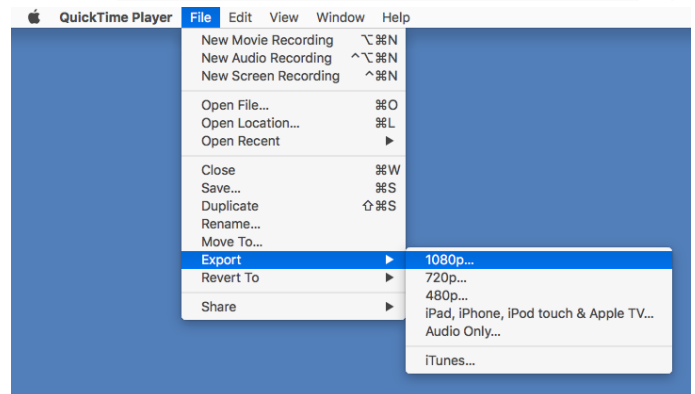 QuickTime Player File Edit View Window Help
New Movie Recording ⌥⌘N
New Audio Recording ^⌥⌘N
New Screen Recording ^⌘N
Open File... ⌘O
Open Location... ⌘L
Open Recent ▶
Close ⌘W
Save... ⌘S
Duplicate ⇧⌘S
Rename...
Move To...
Export ▶
Revert To ▶
Share ▶
1080p...
720p...
480p...
iPad, iPhone, iPod touch & Apple TV...
Audio Only...
iTunes...